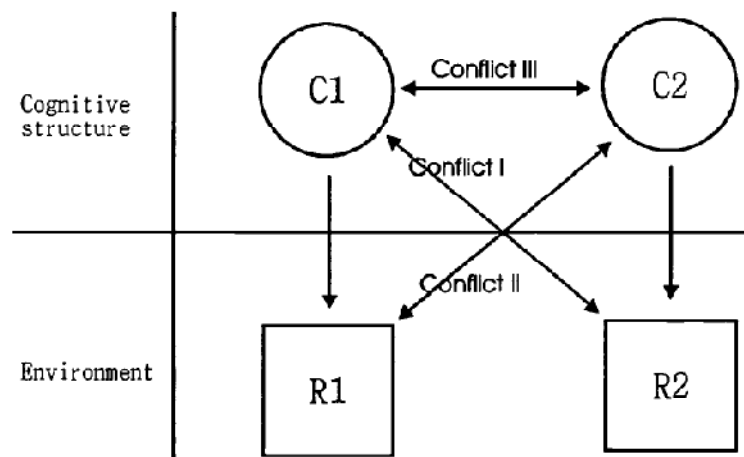 Cognitive
structure
C1
Conflict III
C2
Conflict I
Conflict II
Environment
R1
R2